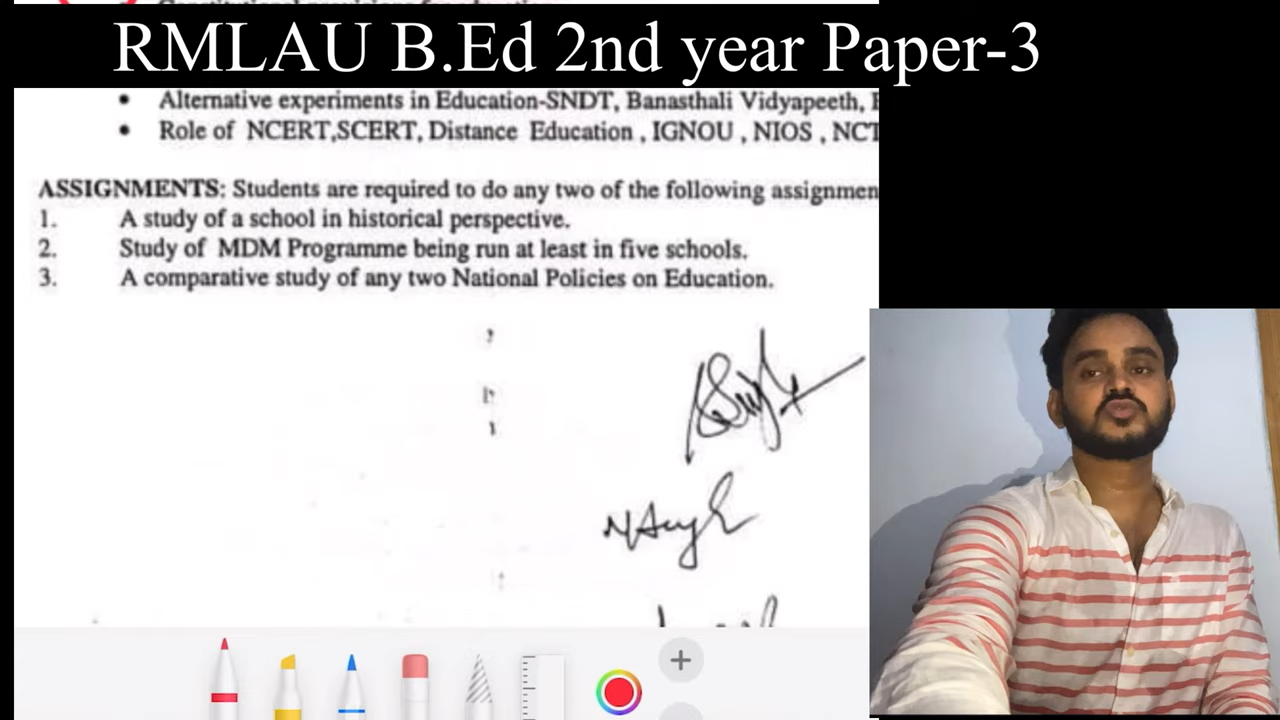 RMLAU B.Ed 2nd year Paper-3
• Alternative experiments in Education-SNDT, Banasthali Vidyapeeth,
• Role of NCERT,SCERT, Distance Education , IGNOU , NIOS ,
ASSIGNMENTS: Students are required to do any two of the following
1. A study of a school in historical perspective.
2. Study of MDM Programme being run at least in five schools.
3. A comparative study of any two National Policies on Education.